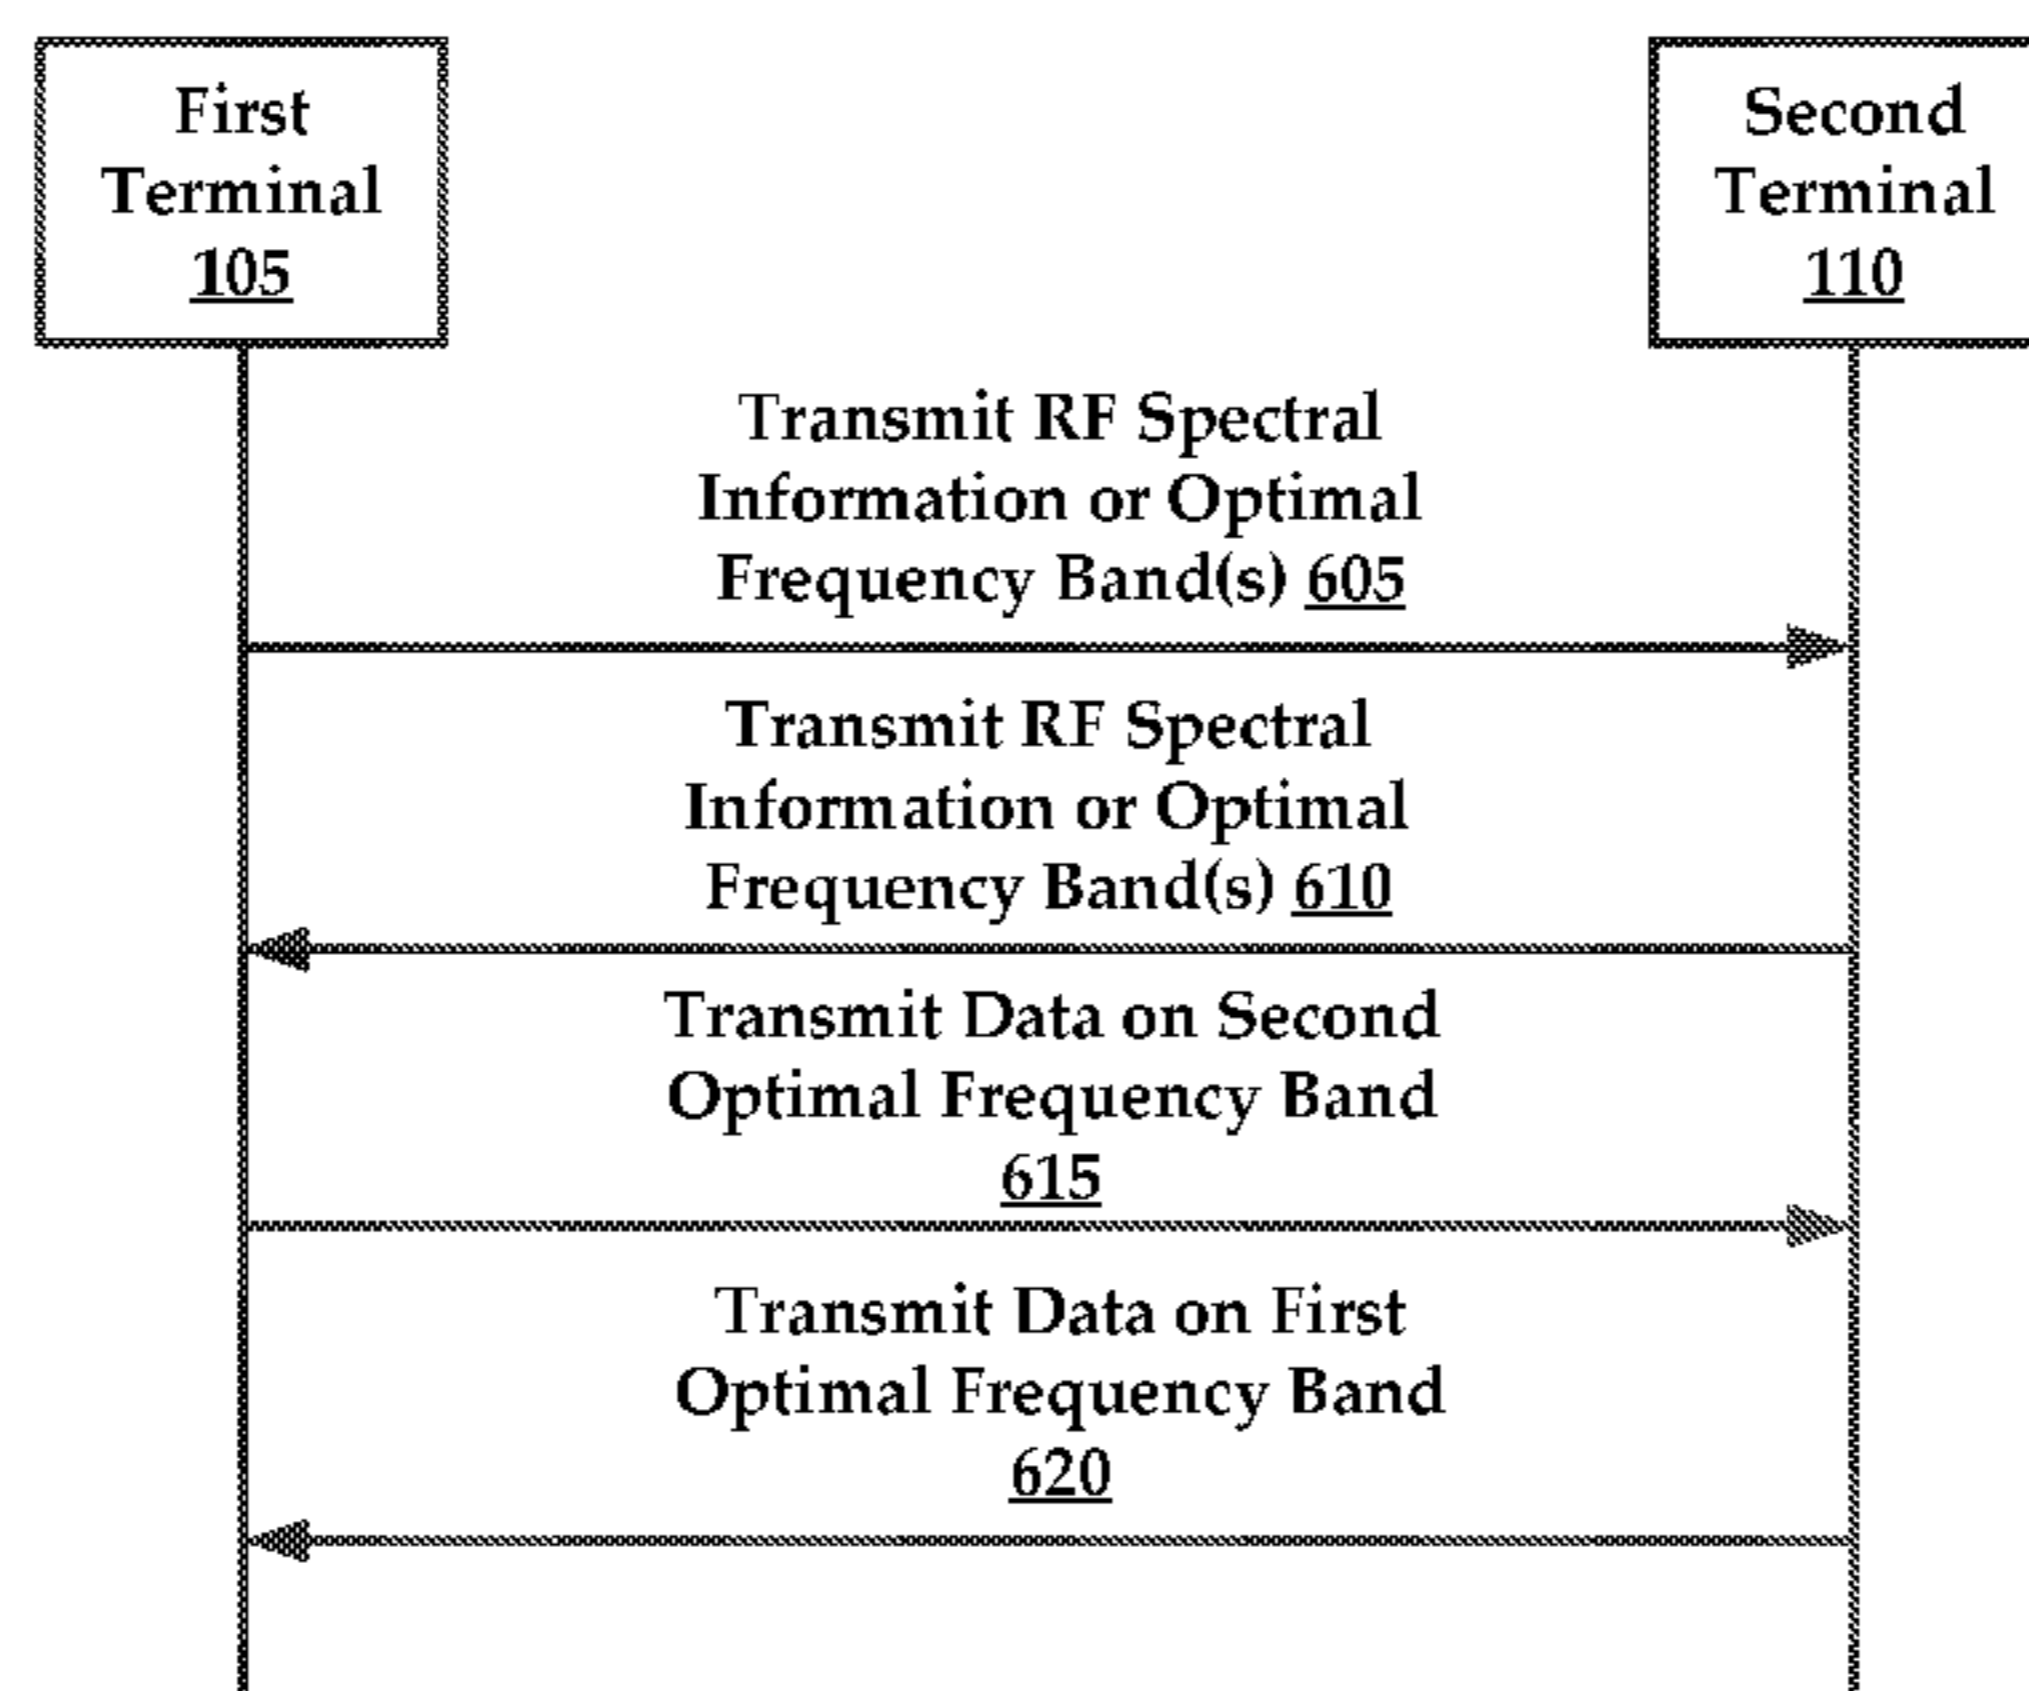 First
Terminal
105
Second
Terminal
110
Transmit RF Spectral
Information or Optimal
Frequency Band(s) 605
Transmit RF Spectral
Information or Optimal
Frequency Band(s) 610
Transmit Data on Second
Optimal Frequency Band
615
Transmit Data on First
Optimal Frequency Band
620